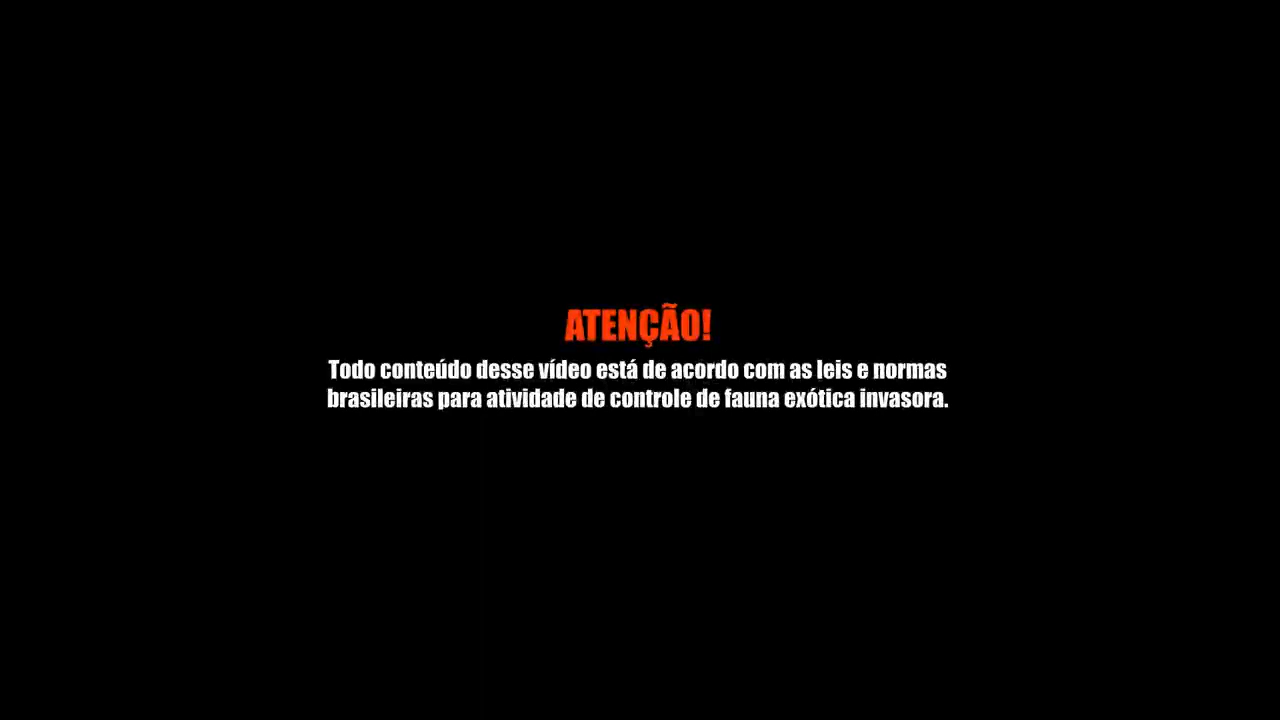 ATENÇÃO!
Todo conteúdo desse vídeo está de acordo com as leis e normas
brasileiras para atividade de controle de fauna exótica invasora.